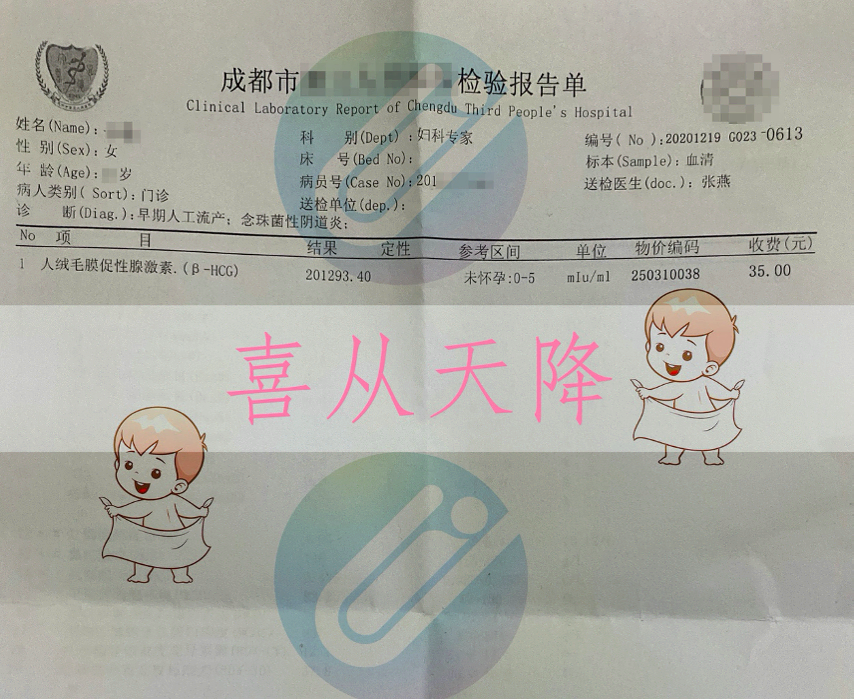 成都市 检验报告单
Clinical Laboratory Report of Chengdu Third People's Hospital
姓名(Name): 科 别(Dept) :妇科专家 编号( No ):20201219 G023-0613
性 别(Sex): 女 床 号(Bed No): 标本(Sample): 血清
年 龄(Age): 岁 病员号(Case No):201 送检医生(doc.): 张燕
病人类别( Sort): 门诊 送检单位(dep.):
诊 断(Diag.):早期人工流产; 念珠菌性阴道炎;
No 项 目 结果 定性 参考区间 单位 物价编码 收费(元)
1 人绒毛膜促性腺激素.(β-HCG) 201293.40 未怀孕:0-5 mIu/ml 250310038 35.00
喜从天降